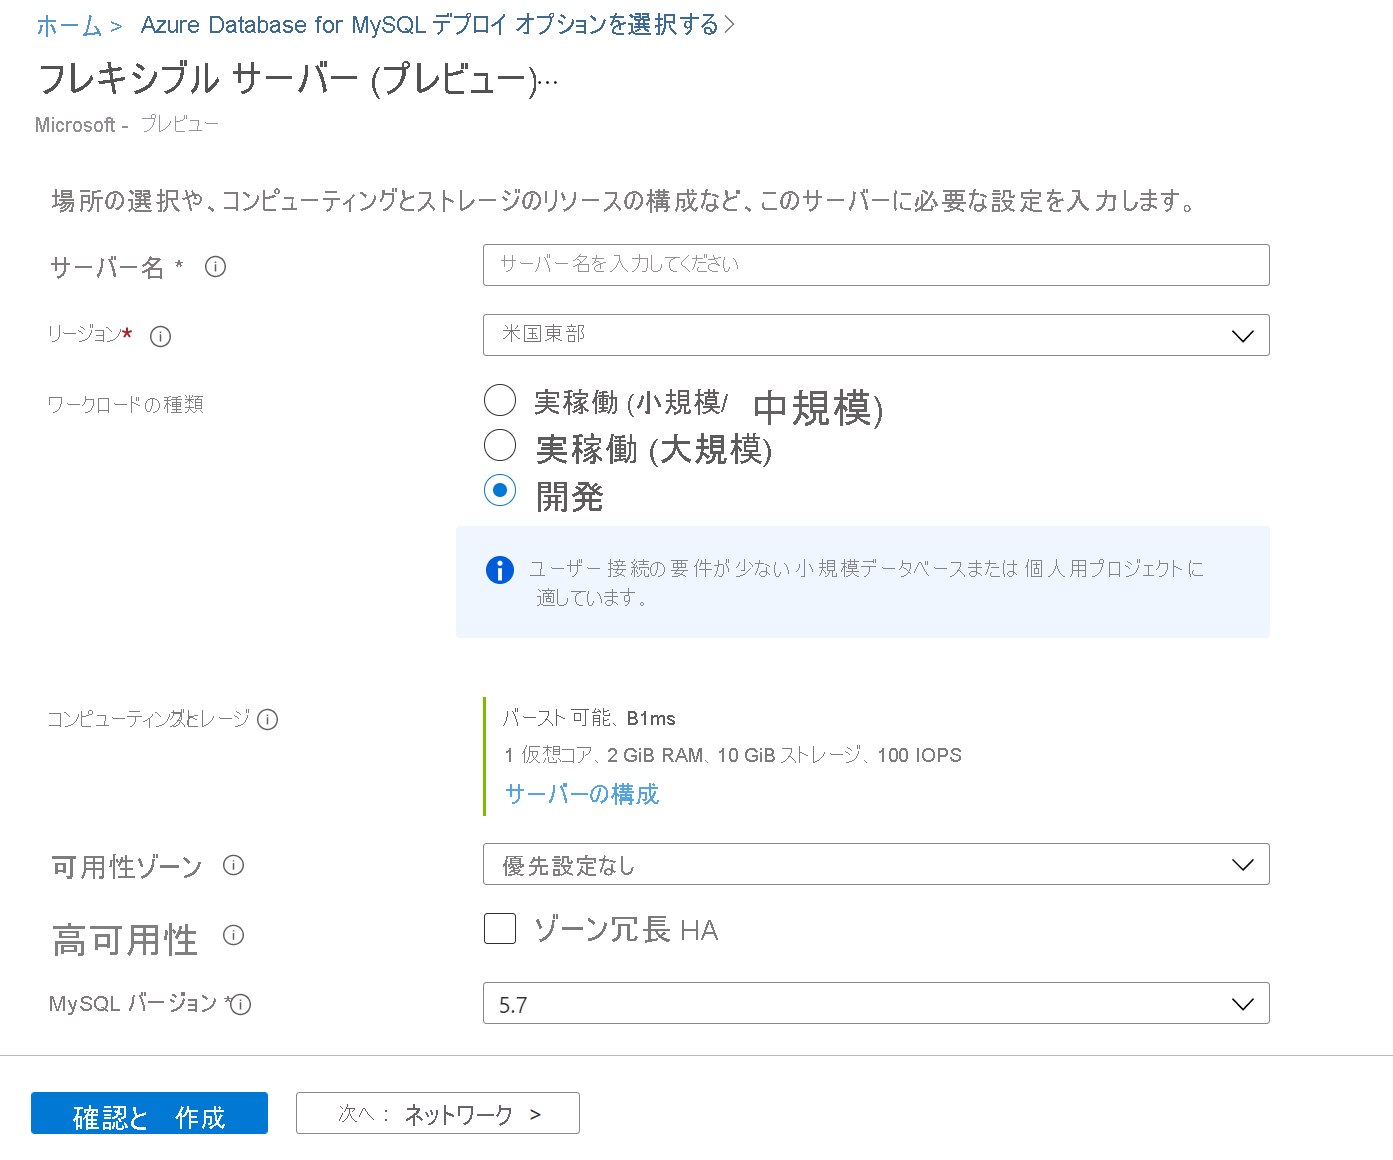 ホーム > Azure Database for MySQL デプロイ オプションを選択する >
フレキシブル サーバー (プレビュー)...
Microsoft - プレビュー
場所の選択や、コンピューティングとストレージのリソースの構成など、このサーバーに必要な設定を入力します。
サーバー名 * サーバー名を入力してください
リージョン* 米国東部
ワークロードの種類 実稼働 (小規模/ 中規模)
実稼働 (大規模)
開発
ユーザー接続の要件が少ない小規模データベースまたは個人用プロジェクトに
適しています。
コンピューティング レージ バースト可能、B1ms
1 仮想コア、2 GiB RAM、10 GiB ストレージ、100 IOPS
サーバーの構成
可用性ゾーン 優先設定なし
高可用性 ゾーン冗長 HA
MySQL バージョン * 5.7
確認と 作成 次へ : ネットワーク >